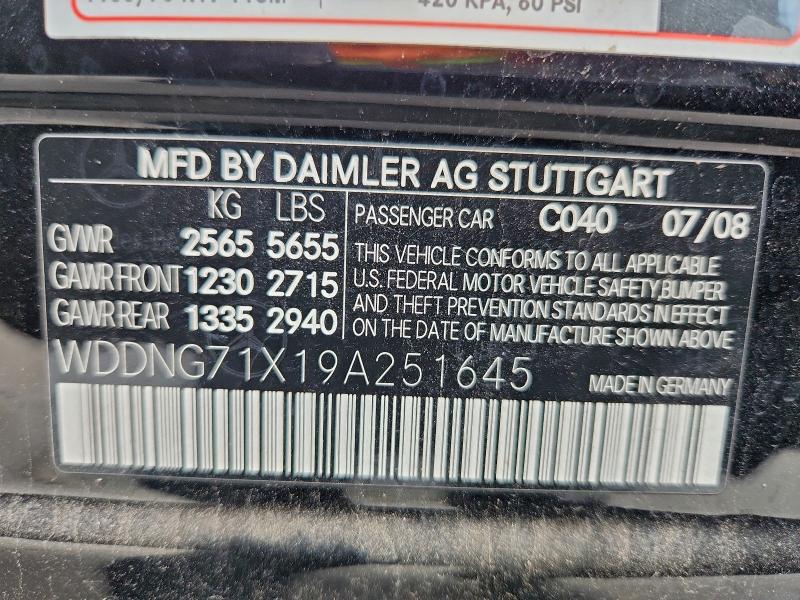 420 KPA, 60 PSI
MFD BY DAIMLER AG STUTTGART
KG LBS
GVWR 2565 5655
GAWR FRONT 1230 2715
GAWR REAR 1335 2940
PASSENGER CAR C040 07/08
THIS VEHICLE CONFORMS TO ALL APPLICABLE
U.S. FEDERAL MOTOR VEHICLE SAFETY, BUMPER
AND THEFT PREVENTION STANDARDS IN EFFECT
ON THE DATE OF MANUFACTURE SHOWN ABOVE.
WDDNG71X19A251645
MADE IN GERMANY